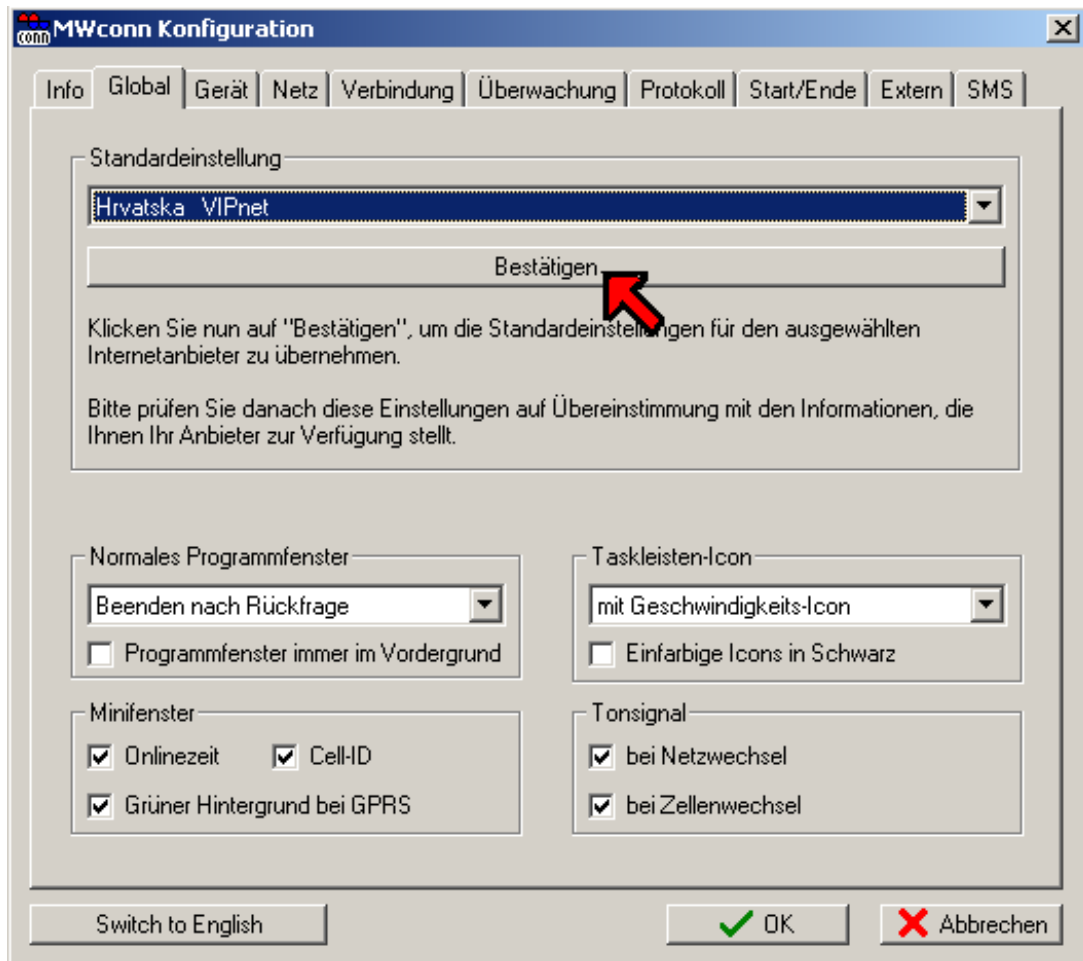 conn MWconn Konfiguration
Info Global Gerät Netz Verbindung Überwachung Protokoll Start/Ende Extern SMS
Standardeinstellung
Hrvatska VIPnet
Bestätigen
Klicken Sie nun auf "Bestätigen", um die Standardeinstellungen für den ausgewählten
Internetanbieter zu übernehmen.
Bitte prüfen Sie danach diese Einstellungen auf Übereinstimmung mit den Informationen, die
Ihnen Ihr Anbieter zur Verfügung stellt.
Normales Programmfenster
Beenden nach Rückfrage
Programmfenster immer im Vordergrund
Taskleisten-Icon
mit Geschwindigkeits-Icon
Einfarbige Icons in Schwarz
Minifenster
Onlinezeit Cell-ID
Grüner Hintergrund bei GPRS
Tonsignal
bei Netzwechsel
bei Zellenwechsel
Switch to English OK Abbrechen